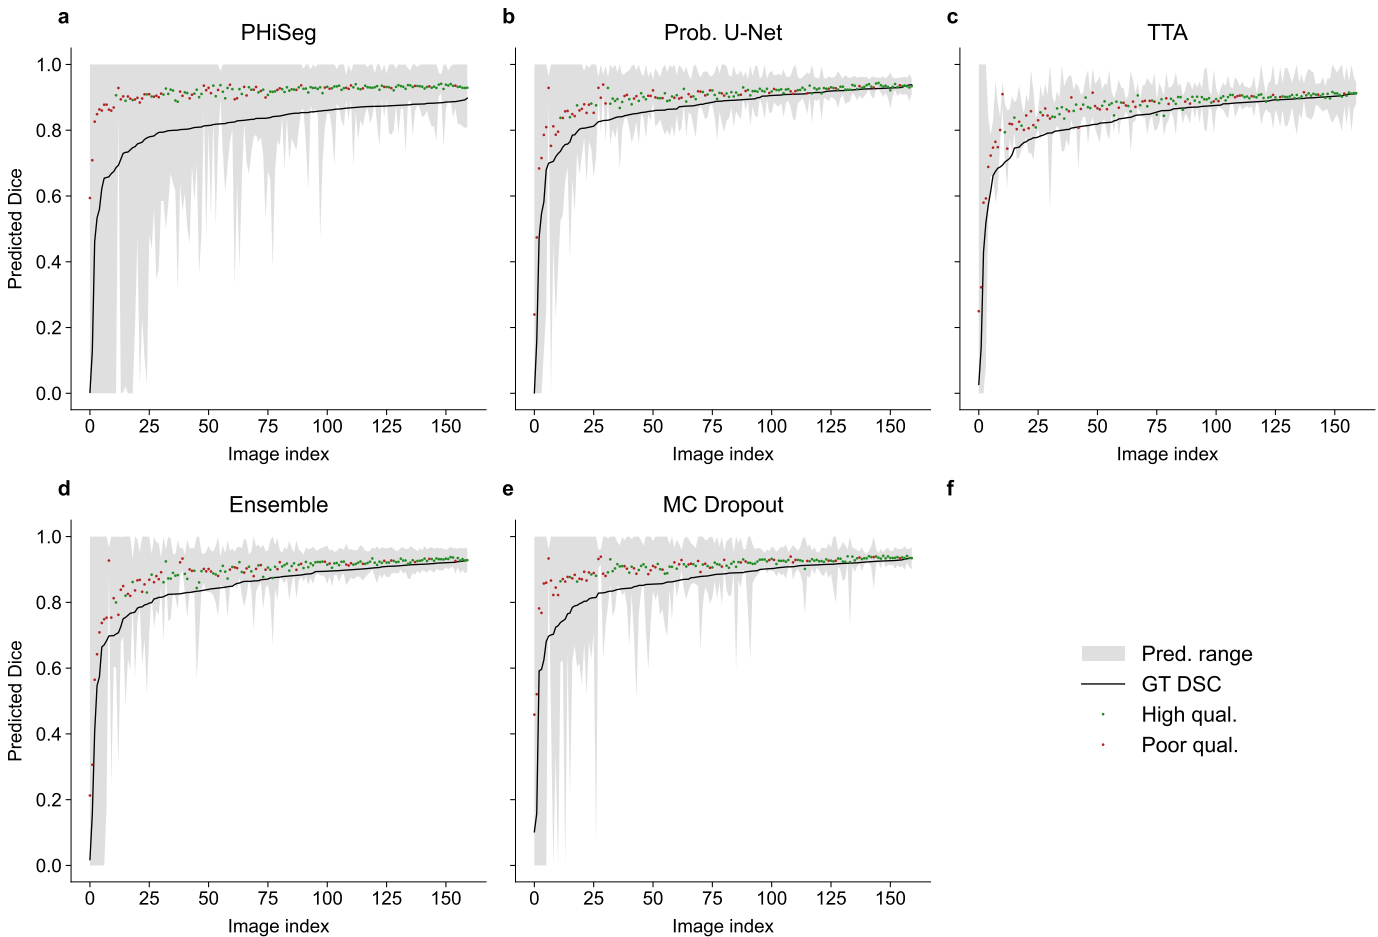 a
PHiSeg
b
Prob. U-Net
c
TTA
Predicted Dice
1.0
0.8
0.6
0.4
0.2
0.0
0 25 50 75 100 125 150
Image index
0 25 50 75 100 125 150
Image index
0 25 50 75 100 125 150
Image index
d
Ensemble
e
MC Dropout
f
Predicted Dice
1.0
0.8
0.6
0.4
0.2
0.0
0 25 50 75 100 125 150
Image index
0 25 50 75 100 125 150
Image index
Pred. range
GT DSC
High qual.
Poor qual.